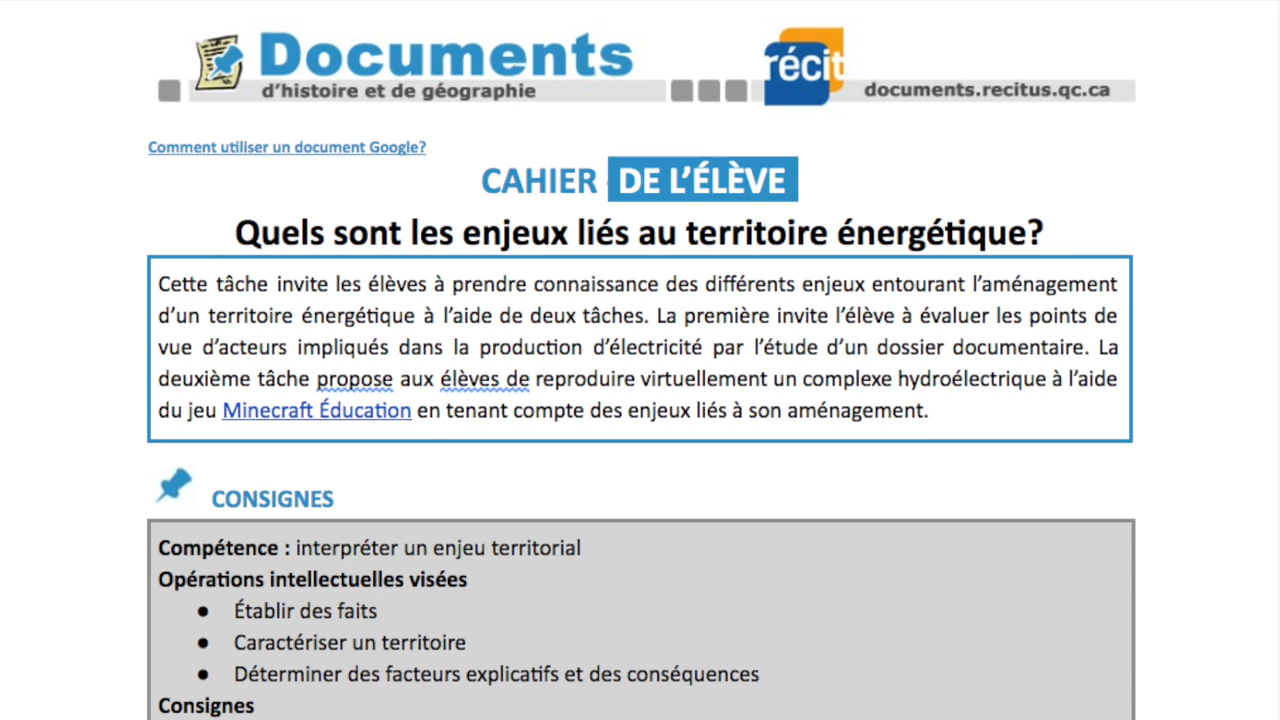 Documents
d'histoire et de géographie
récit
documents.recitus.qc.ca
Comment utiliser un document Google?
CAHIER DE L'ÉLÈVE
Quels sont les enjeux liés au territoire énergétique?
Cette tâche invite les élèves à prendre connaissance des différents enjeux entourant l'aménagement
d'un territoire énergétique à l'aide de deux tâches. La première invite l'élève à évaluer les points de
vue d'acteurs impliqués dans la production d'électricité par l'étude d'un dossier documentaire. La
deuxième tâche propose aux élèves de reproduire virtuellement un complexe hydroélectrique à l'aide
du jeu Minecraft Éducation en tenant compte des enjeux liés à son aménagement.
CONSIGNES
Compétence : interpréter un enjeu territorial
Opérations intellectuelles visées
● Établir des faits
● Caractériser un territoire
● Déterminer des facteurs explicatifs et des conséquences
Consignes